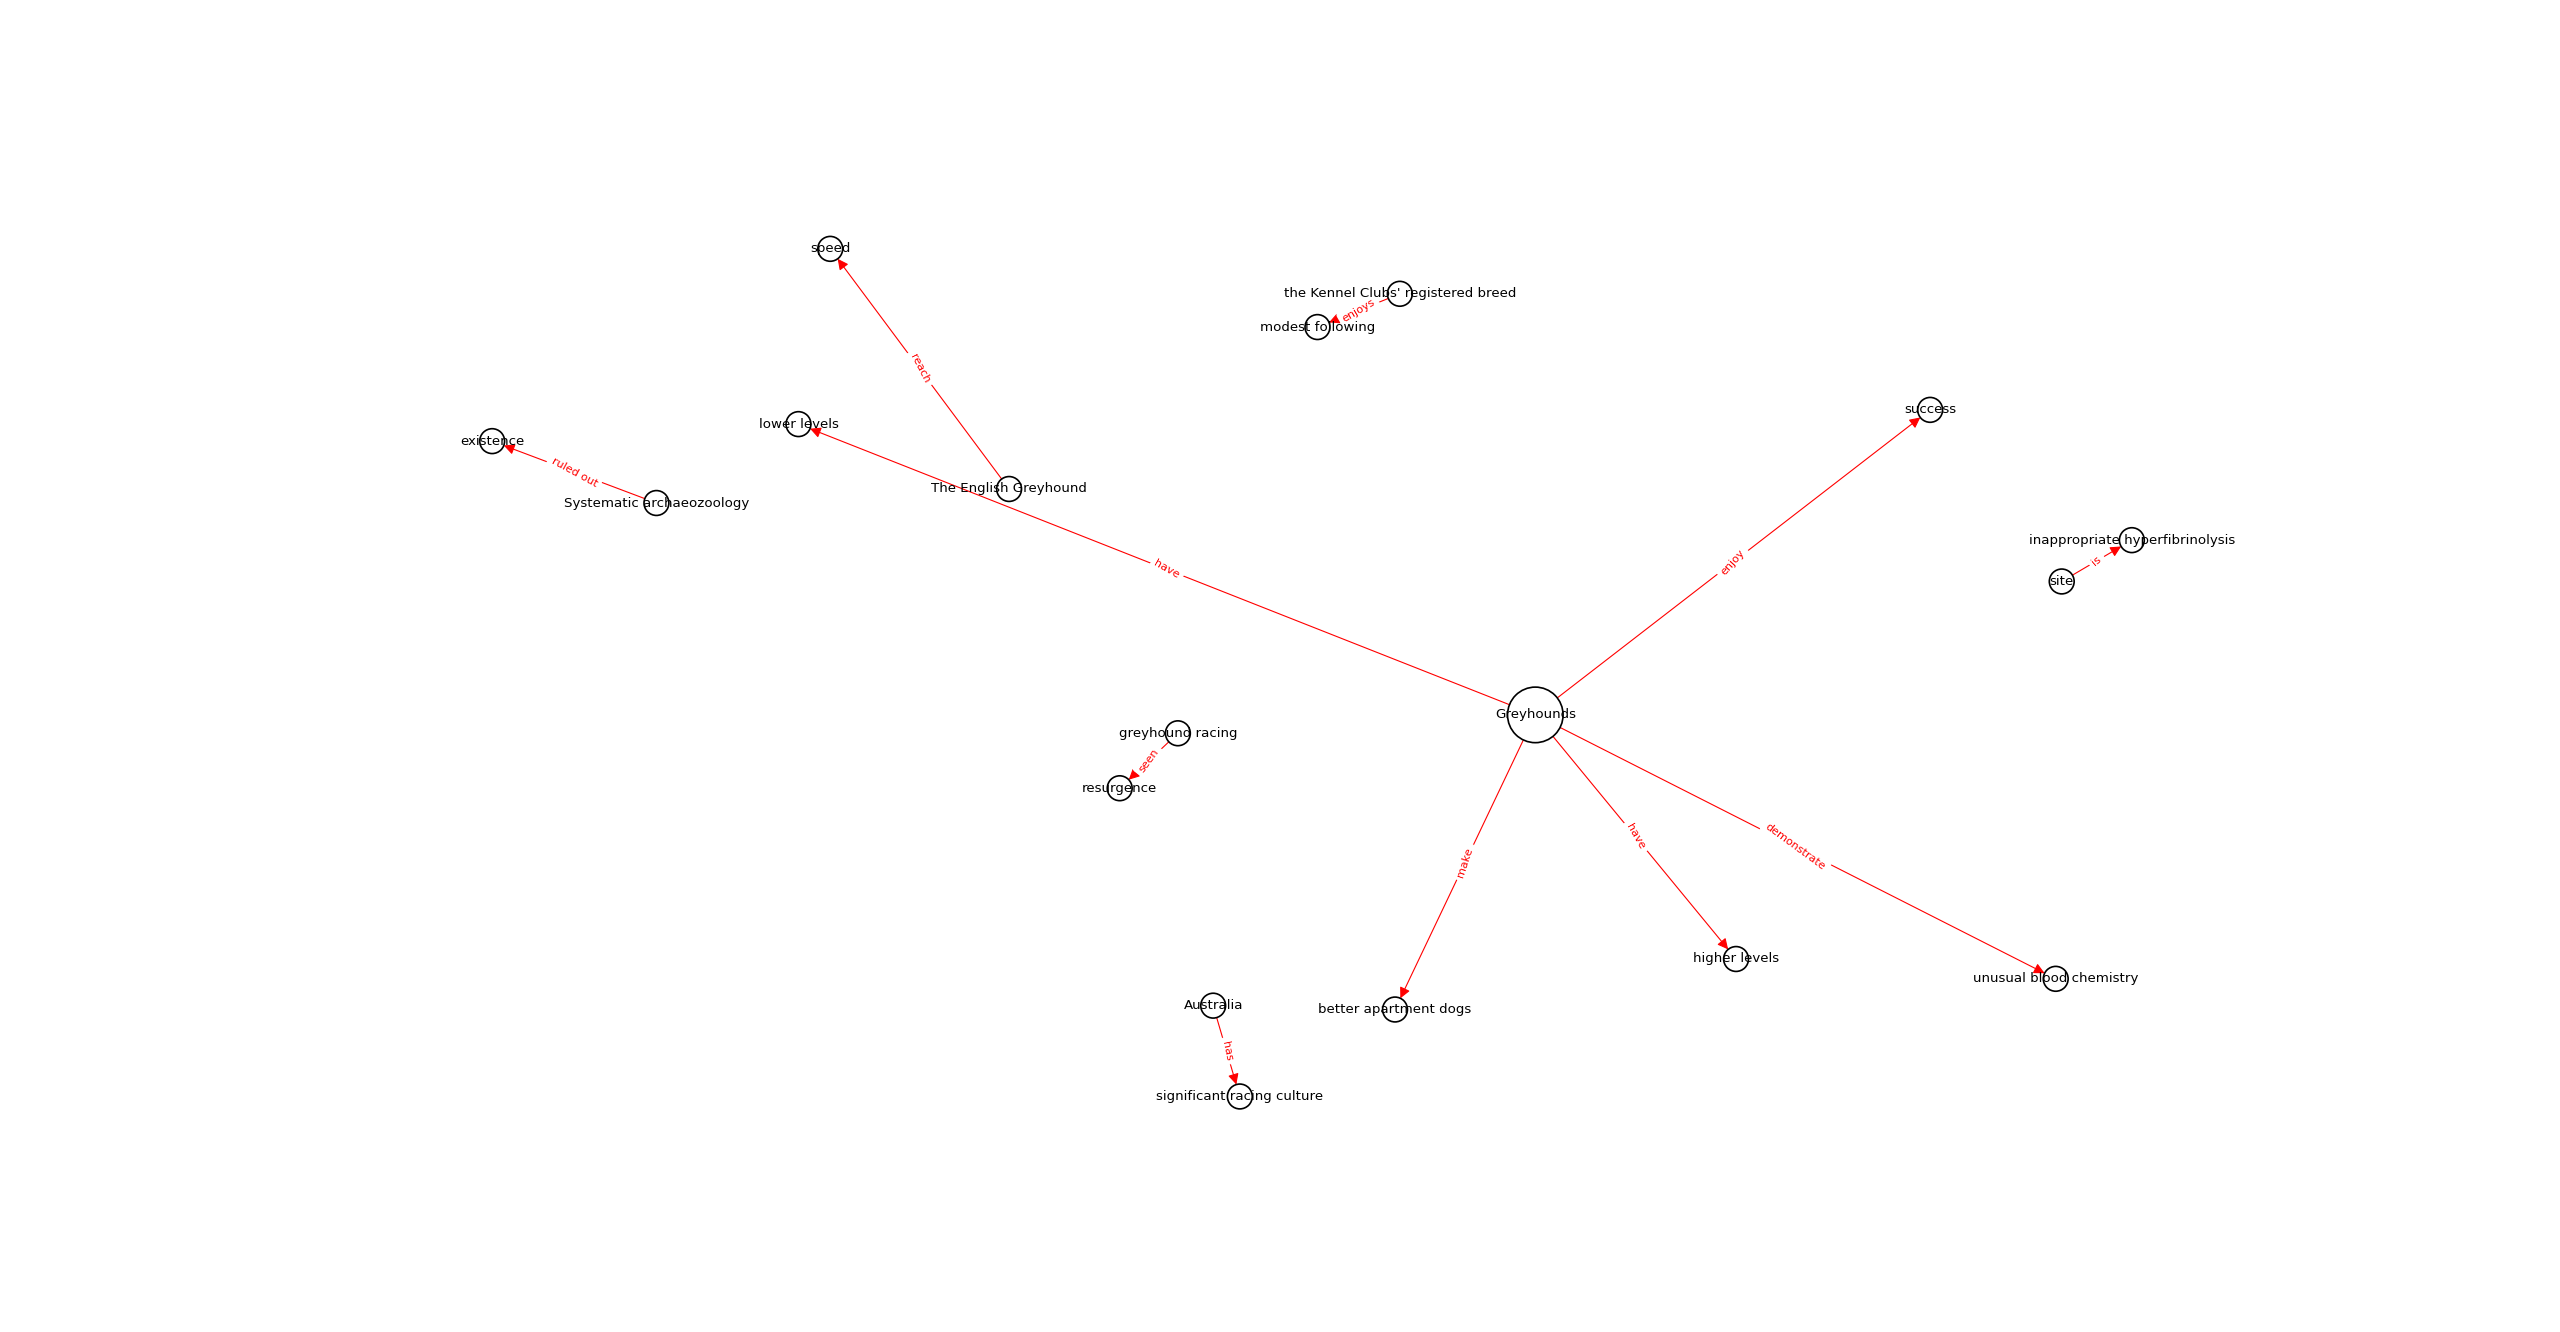 speed
the Kennel Clubs' registered breed
enjoys
modest following
reach
success
lower levels
existence
ruled out
The English Greyhound
Systematic archaeozoology
inappropriate hyperfibrinolysis
is
site
have
enjoy
Greyhounds
greyhound racing
seen
resurgence
have
demonstrate
make
higher levels
unusual blood chemistry
Australia
better apartment dogs
has
significant racing culture